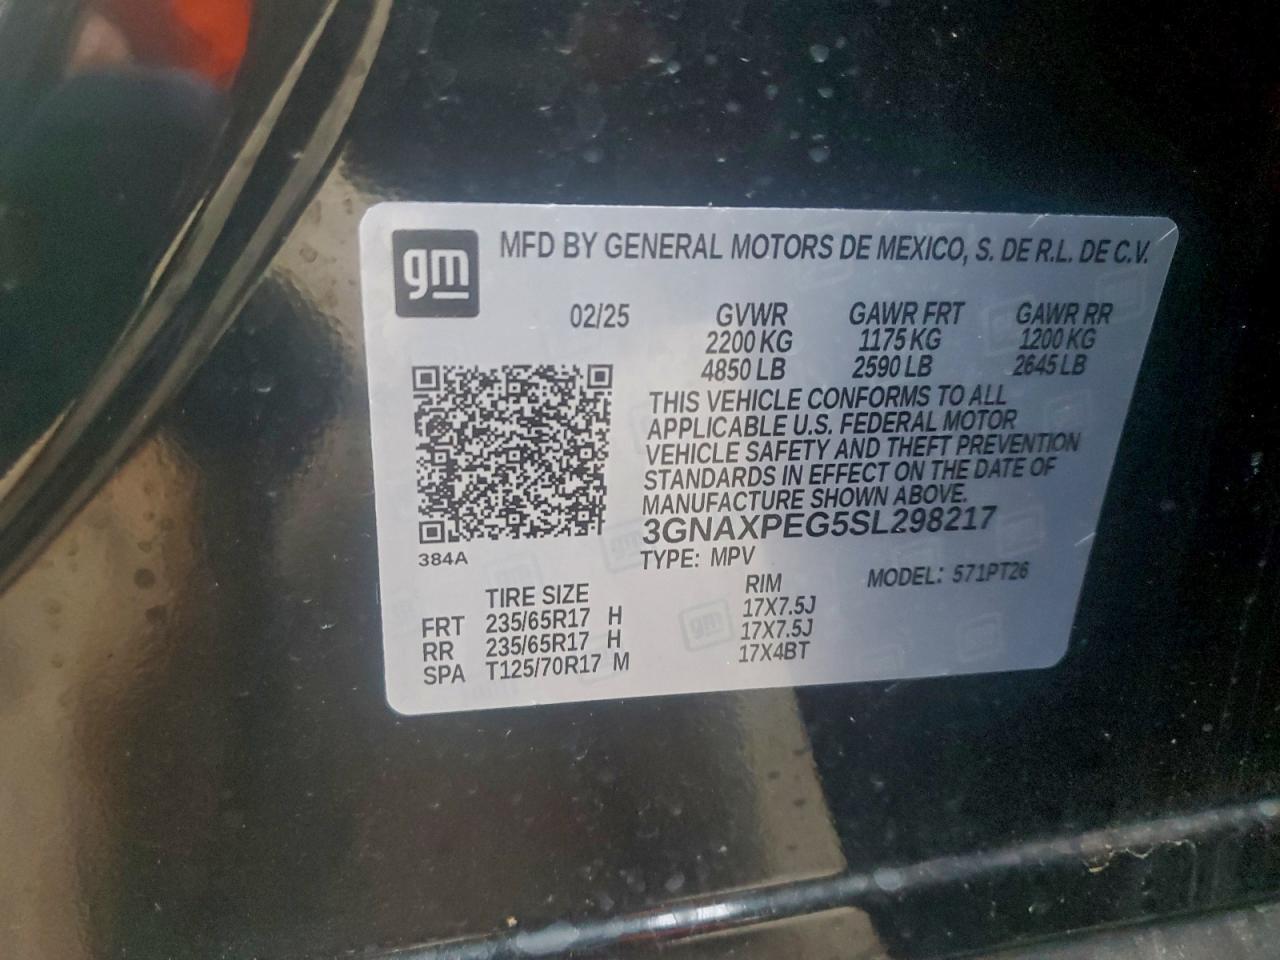 gm MFD BY GENERAL MOTORS DE MEXICO, S. DE R.L. DE C.V.
02/25 GVWR GAWR FRT GAWR RR
2200 KG 1175 KG 1200 KG
4850 LB 2590 LB 2645 LB
THIS VEHICLE CONFORMS TO ALL
APPLICABLE U.S. FEDERAL MOTOR
VEHICLE SAFETY AND THEFT PREVENTION
STANDARDS IN EFFECT ON THE DATE OF
MANUFACTURE SHOWN ABOVE.
3GNAXPEG5SL298217
384A TYPE: MPV MODEL: 571PT26
TIRE SIZE RIM
FRT 235/65R17 H 17X7.5J
RR 235/65R17 H 17X7.5J
SPA T125/70R17 M 17X4BT